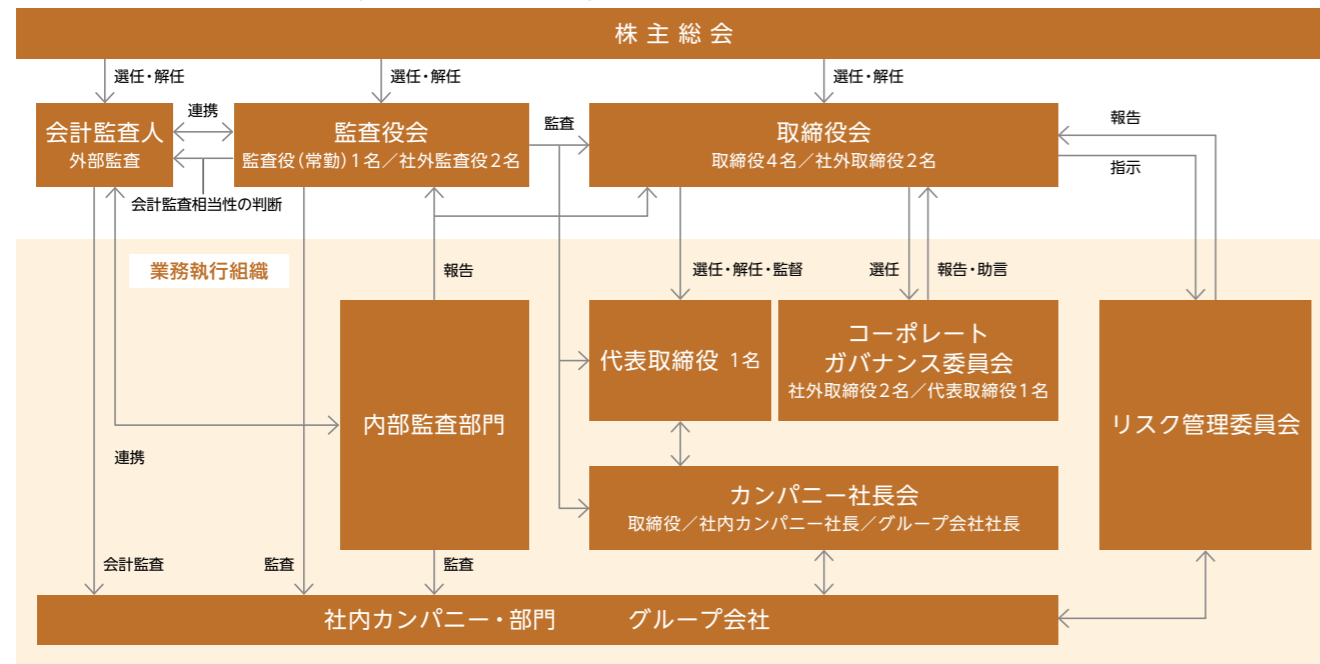 株主総会
選任・解任
選任・解任
選任・解任
会計監査人
外部監査
連携
会計監査相当性の判断
監査役会
監査役(常勤)1名／社外監査役2名
監査
取締役会
取締役4名／社外取締役2名
報告
指示
業務執行組織
報告
選任・解任・監督
選任
報告・助言
内部監査部門
代表取締役 1名
コーポレート
ガバナンス委員会
社外取締役2名／代表取締役1名
リスク管理委員会
連携
カンパニー社長会
取締役／社内カンパニー社長／グループ会社社長
会計監査
監査
監査
社内カンパニー・部門 グループ会社